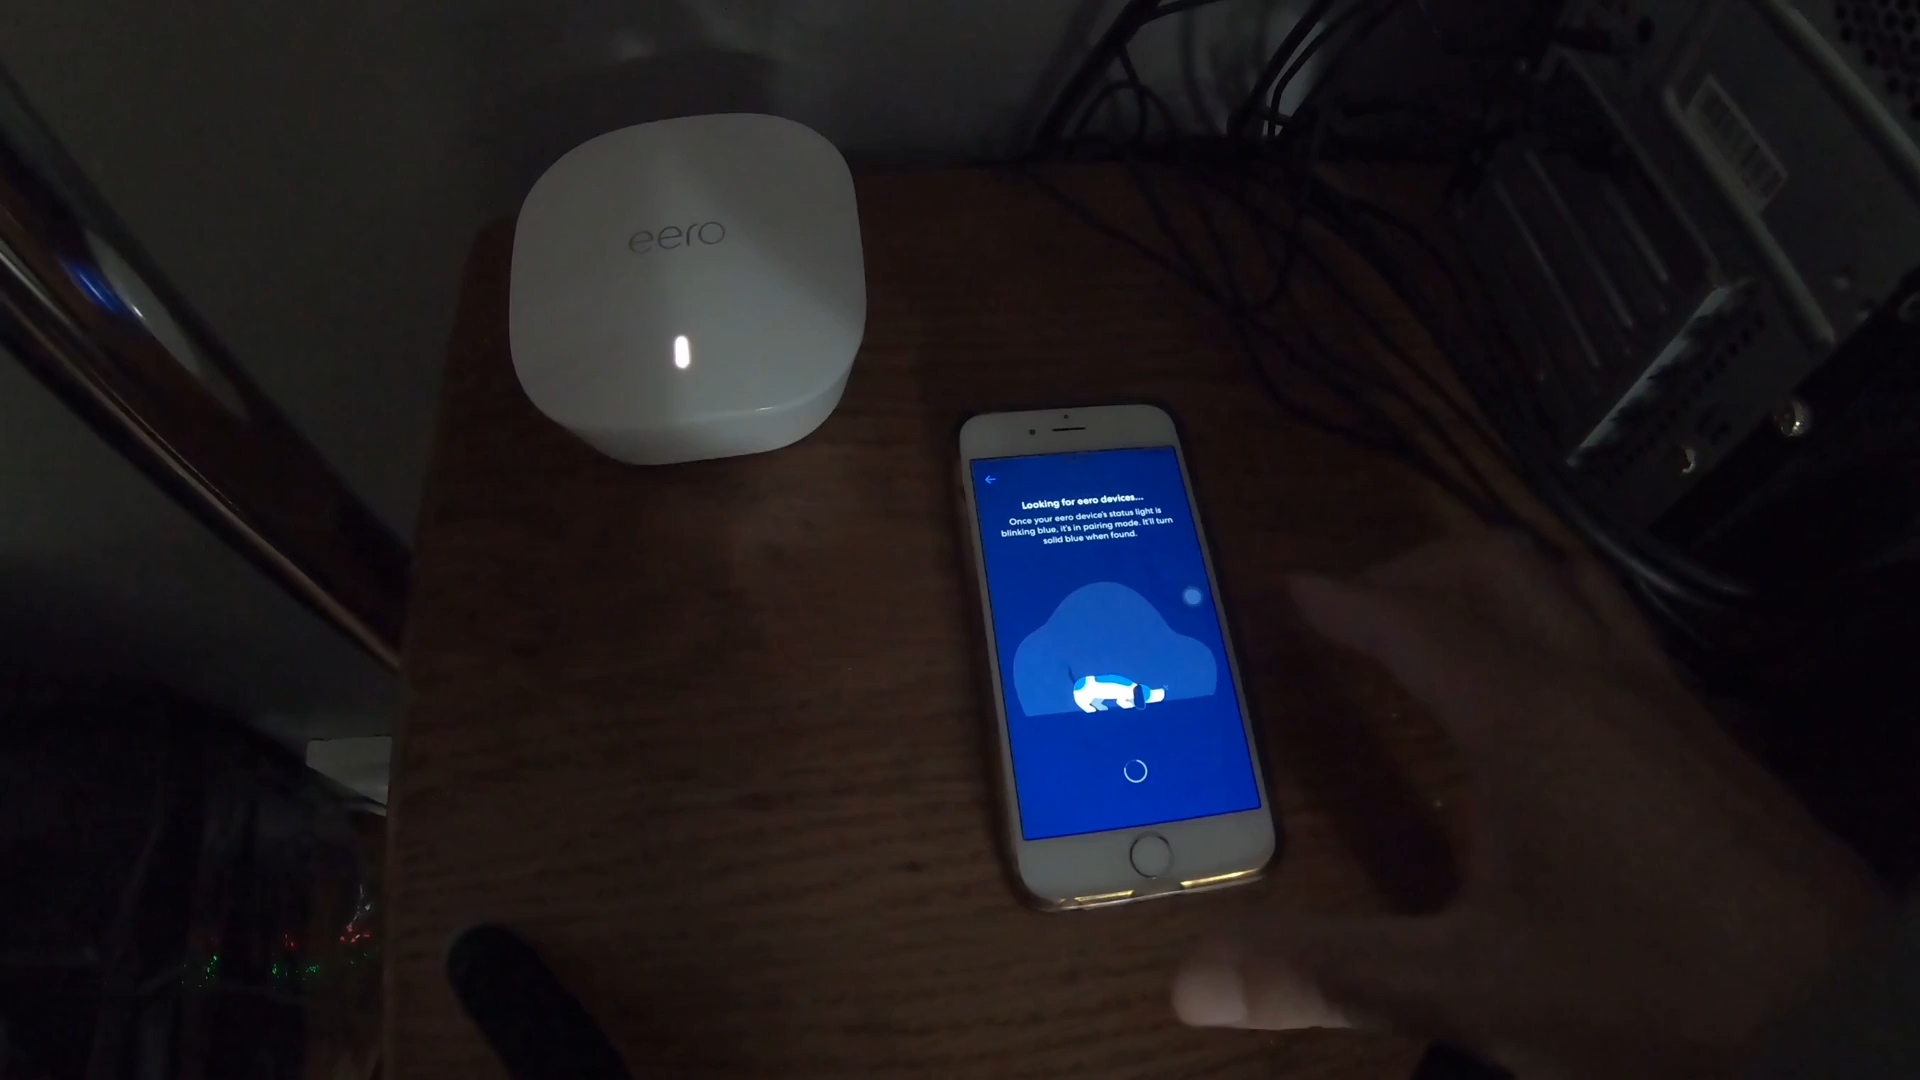 eero
Looking for eero devices...
Once your eero device's status light is
blinking blue, it's in pairing mode. It'll turn
solid blue when found.